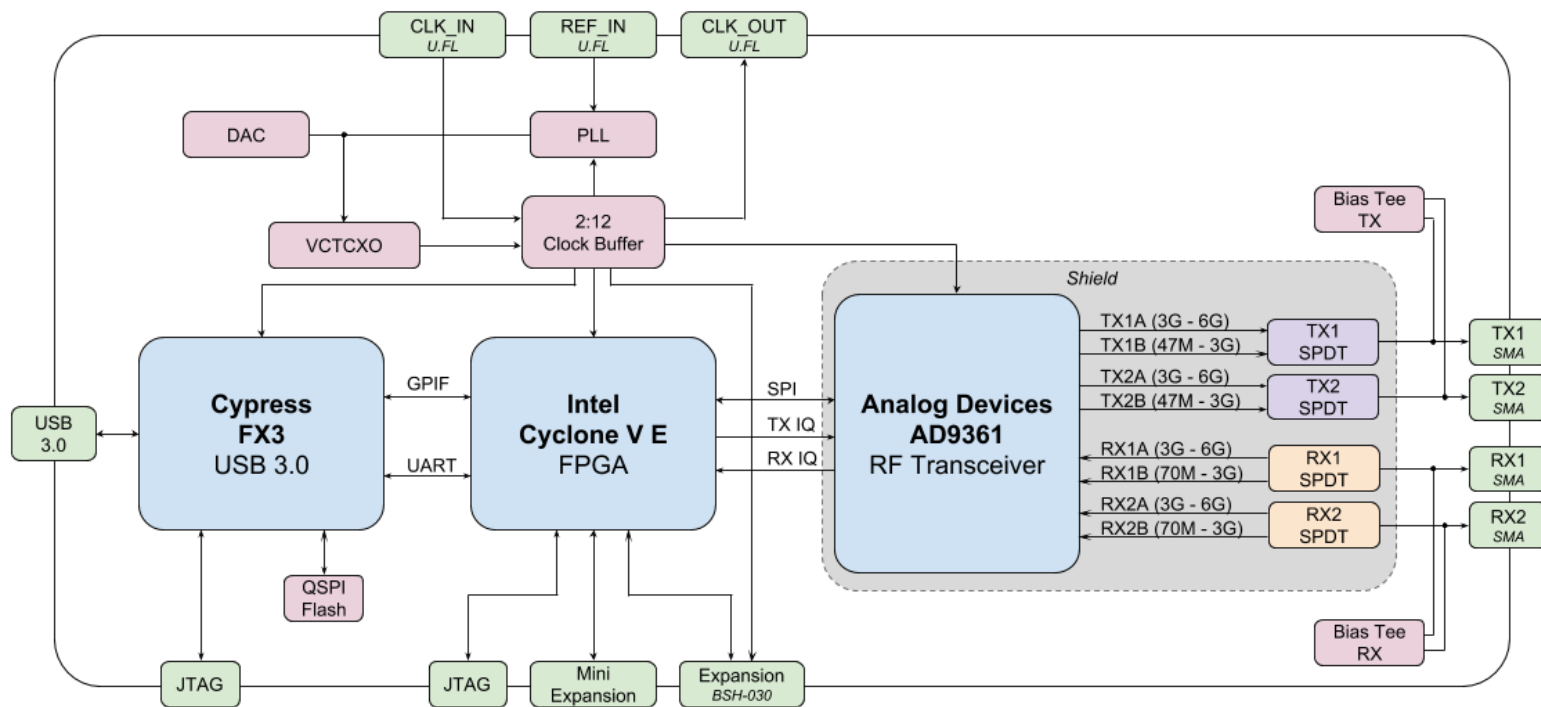 CLK_IN
U.FL
REF_IN
U.FL
CLK_OUT
U.FL
DAC
PLL
2:12
Clock Buffer
VCTCXO
Bias Tee
TX
Shield
Cypress
FX3
USB 3.0
GPIF
UART
Intel
Cyclone V E
FPGA
SPI
TX IQ
RX IQ
Analog Devices
AD9361
RF Transceiver
TX1A (3G - 6G)
TX1B (47M - 3G)
TX2A (3G - 6G)
TX2B (47M - 3G)
RX1A (3G - 6G)
RX1B (70M - 3G)
RX2A (3G - 6G)
RX2B (70M - 3G)
TX1
SPDT
TX2
SPDT
RX1
SPDT
RX2
SPDT
TX1
SMA
TX2
SMA
RX1
SMA
RX2
SMA
USB
3.0
QSPI
Flash
Bias Tee
RX
JTAG
JTAG
Mini
Expansion
Expansion
BSH-030